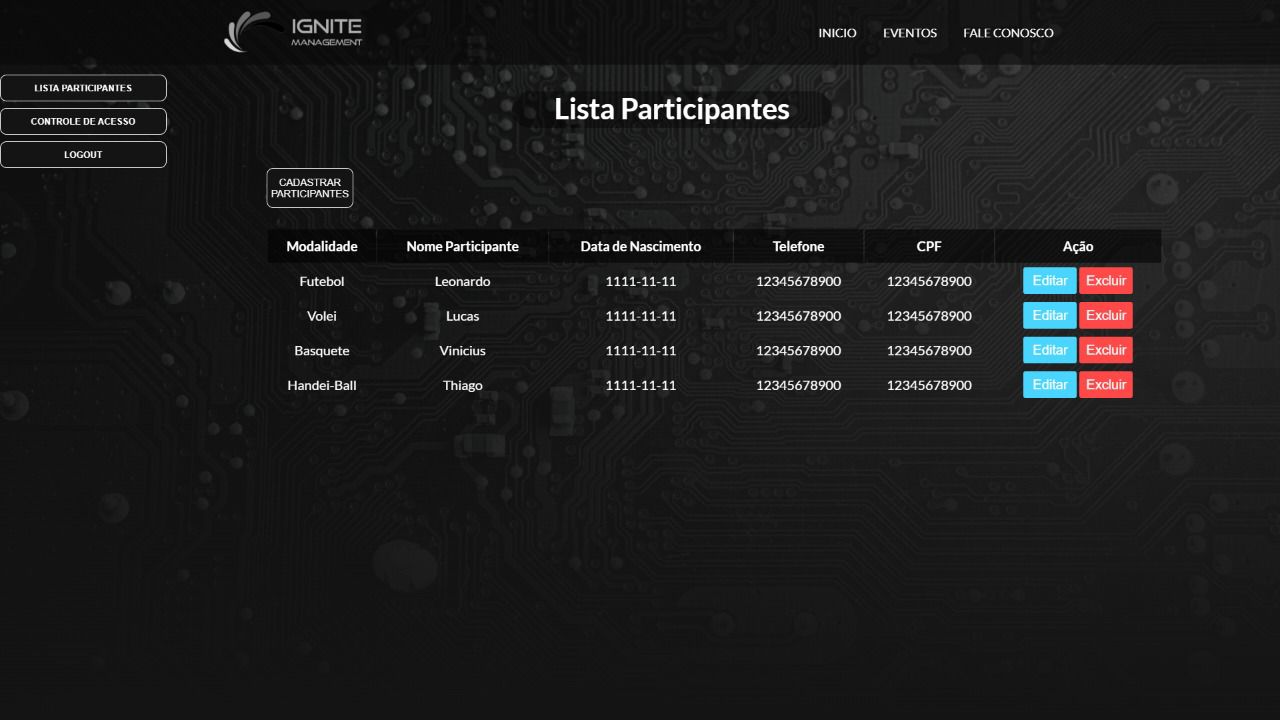 IGNITE
MANAGEMENT
INICIO EVENTOS FALE CONOSCO
LISTA PARTICIPANTES
CONTROLE DE ACESSO
LOGOUT
Lista Participantes
CADASTRAR
PARTICIPANTES
Modalidade Nome Participante Data de Nascimento Telefone CPF Ação
Futebol Leonardo 1111-11-11 12345678900 12345678900 Editar Excluir
Volei Lucas 1111-11-11 12345678900 12345678900 Editar Excluir
Basquete Vinicius 1111-11-11 12345678900 12345678900 Editar Excluir
Handei-Ball Thiago 1111-11-11 12345678900 12345678900 Editar Excluir